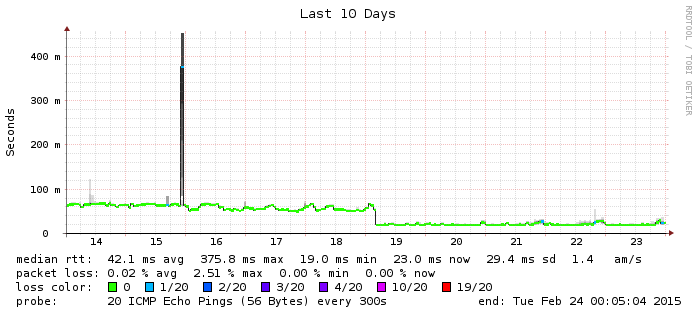 Last 10 Days
RRDTOOL / TOBI OETIKER
Seconds
400 m
300 m
200 m
100 m
0
14 15 16 17 18 19 20 21 22 23
median rtt: 42.1 ms avg 375.8 ms max 19.0 ms min 23.0 ms now 29.4 ms sd 1.4 am/s
packet loss: 0.02 % avg 2.51 % max 0.00 % min 0.00 % now
loss color: 0 1/20 2/20 3/20 4/20 10/20 19/20
probe: 20 ICMP Echo Pings (56 Bytes) every 300s end: Tue Feb 24 00:05:04 2015